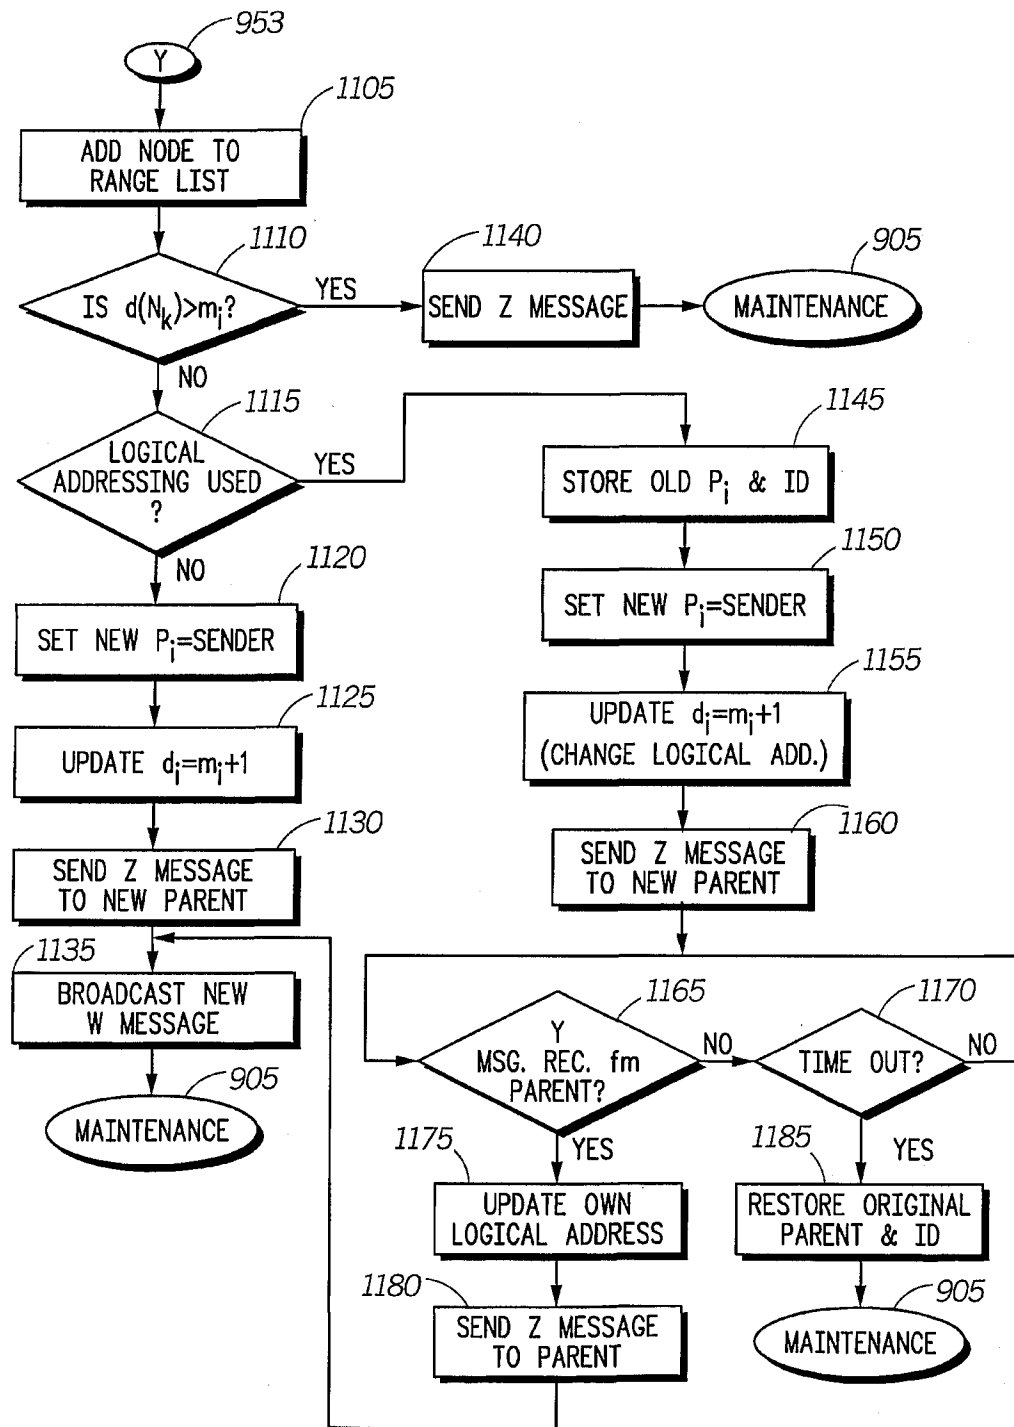 953
Y
1105
ADD NODE TO
RANGE LIST
1110
IS d(Nk)>mj?
YES
1140
SEND Z MESSAGE
905
MAINTENANCE
NO
1115
LOGICAL
ADDRESSING USED
?
YES
1145
STORE OLD Pi & ID
NO
1120
SET NEW Pi=SENDER
1150
SET NEW Pi=SENDER
1125
UPDATE di=mj+1
1155
UPDATE di=mj+1
(CHANGE LOGICAL ADD.)
1130
SEND Z MESSAGE
TO NEW PARENT
1160
SEND Z MESSAGE
TO NEW PARENT
1135
BROADCAST NEW
W MESSAGE
905
MAINTENANCE
1165
Y
MSG. REC. fm
PARENT?
NO
1170
TIME OUT?
NO
YES
1175
UPDATE OWN
LOGICAL ADDRESS
YES
1185
RESTORE ORIGINAL
PARENT & ID
1180
SEND Z MESSAGE
TO PARENT
905
MAINTENANCE